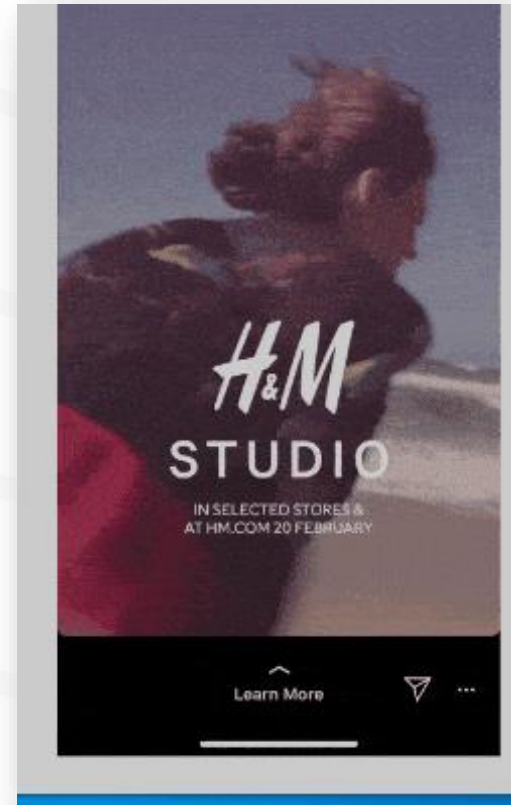 H&M
STUDIO
IN SELECTED STORES &
AT HM.COM 20 FEBRUARY
Learn More